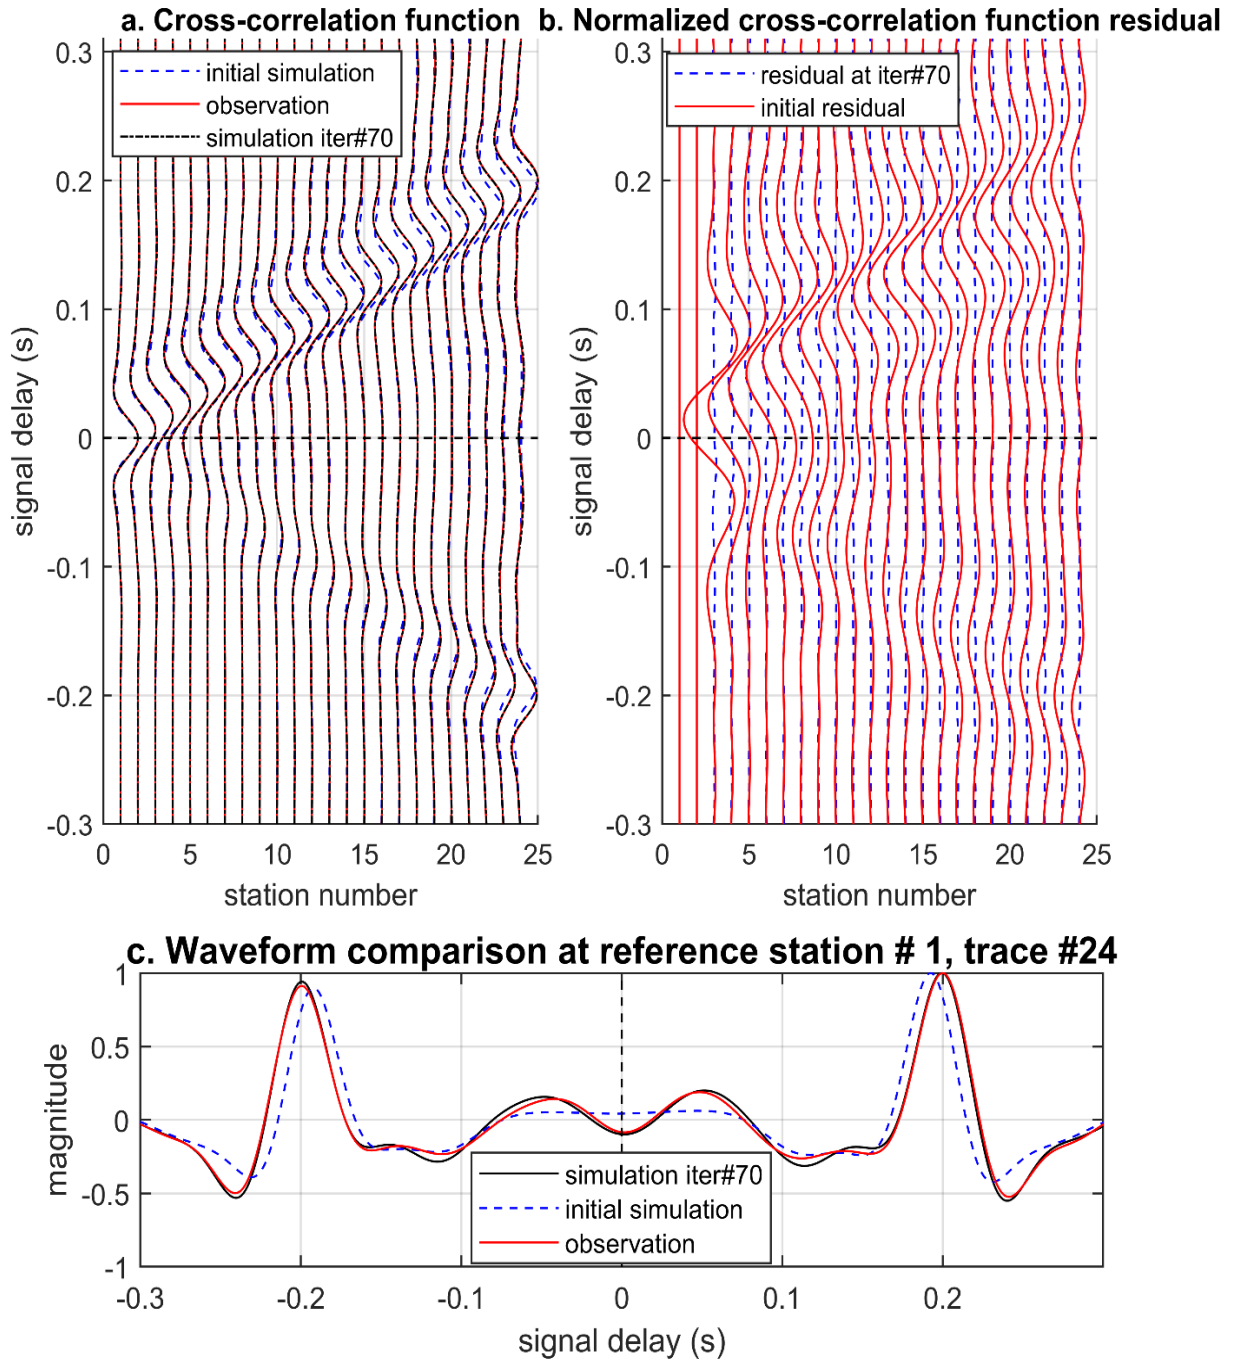 a. Cross-correlation function
b. Normalized cross-correlation function residual
0.3
0.2
0.1
0
-0.1
-0.2
-0.3
signal delay (s)
initial simulation
observation
simulation iter#70
0 5 10 15 20 25
station number
0.3
0.2
0.1
0
-0.1
-0.2
-0.3
signal delay (s)
residual at iter#70
initial residual
0 5 10 15 20 25
station number
c. Waveform comparison at reference station # 1, trace #24
1
0.5
0
-0.5
-1
magnitude
simulation iter#70
initial simulation
observation
-0.3 -0.2 -0.1 0 0.1 0.2
signal delay (s)